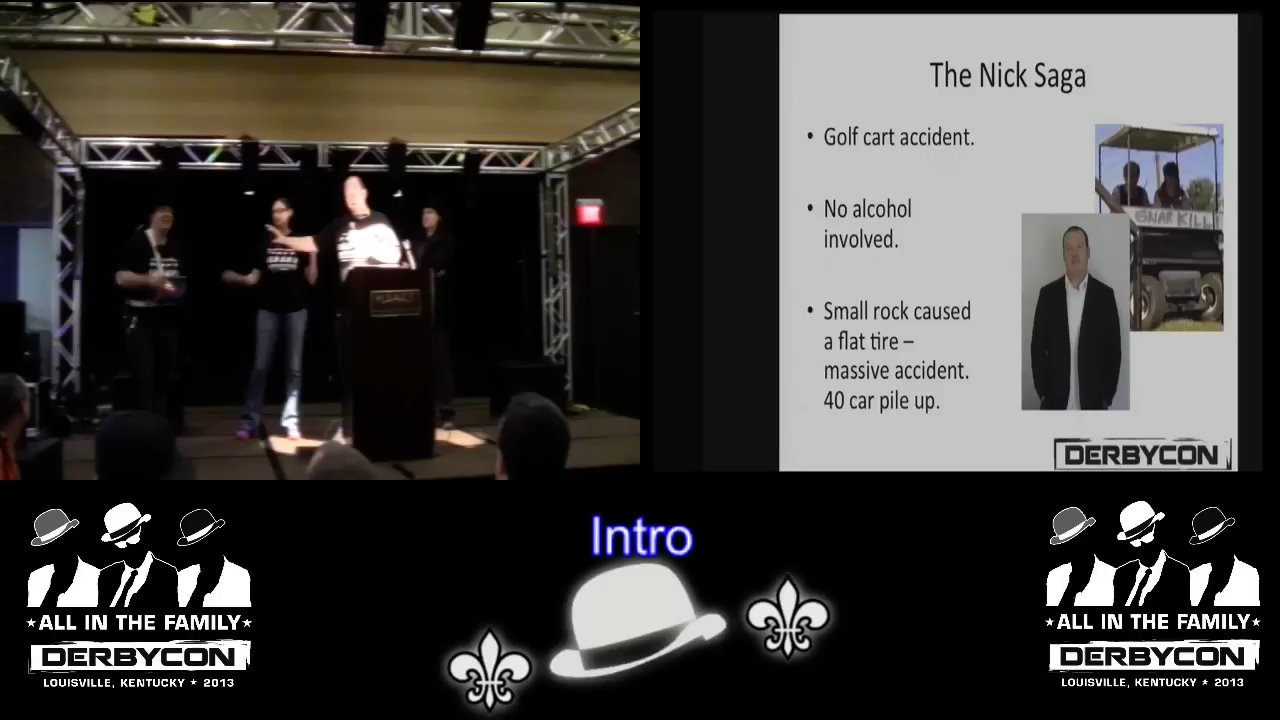 The Nick Saga
• Golf cart accident.
• No alcohol
involved.
• Small rock caused
a flat tire –
massive accident.
40 car pile up.
GNAR KILL
DERBYCON
Intro
★ALL IN THE FAMILY★
DERBYCON
LOUISVILLE, KENTUCKY ★ 2013
★ALL IN THE FAMILY★
DERBYCON
LOUISVILLE, KENTUCKY ★ 2013